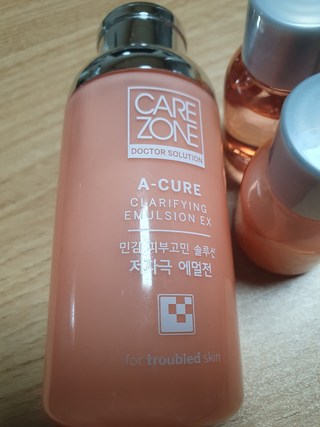 CARE
ZONE
DOCTOR SOLUTION
A-CURE
CLARIFYING
EMULSION EX
민감 피부고민 솔루션
저자극 에멀전
for troubled skin